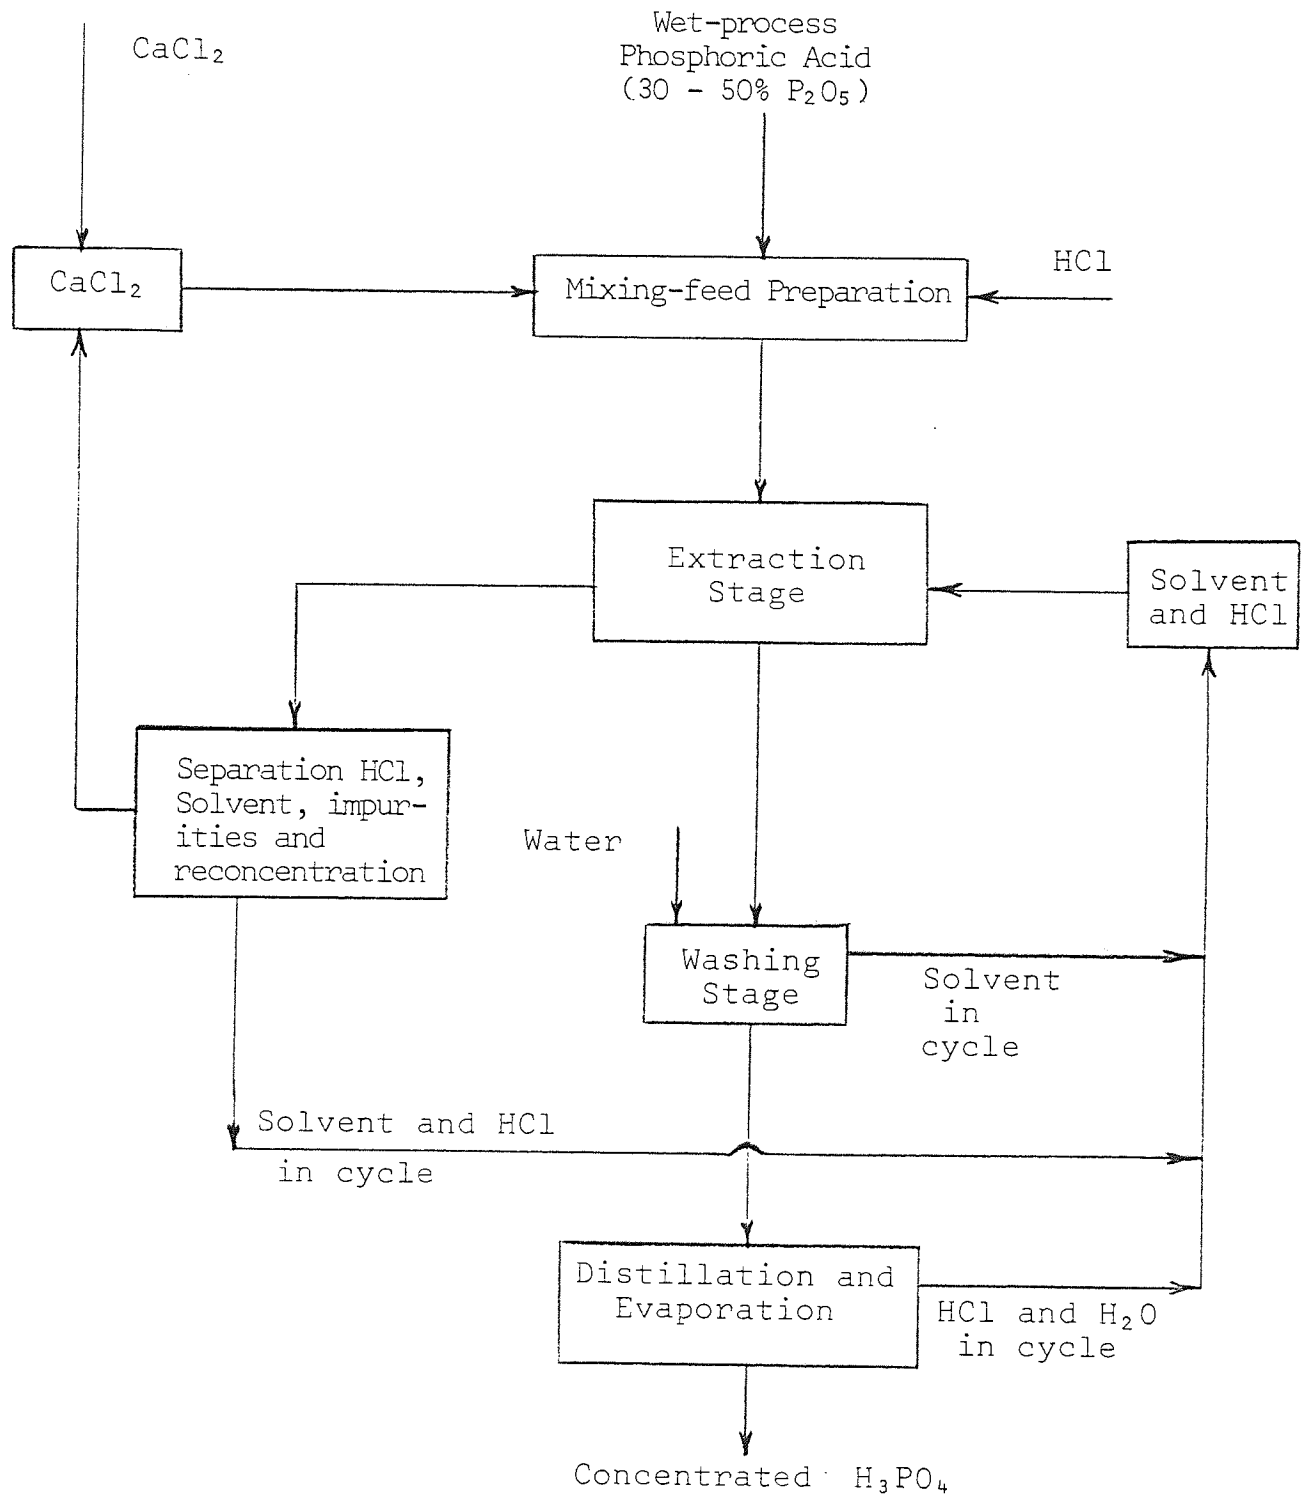 CaCl₂
Wet-process
Phosphoric Acid
(30 - 50% P₂O₅)
CaCl₂
Mixing-feed Preparation
HCl
Extraction
Stage
Solvent
and HCl
Separation HCl,
Solvent, impur-
ities and
reconcentration
Water
Washing
Stage
Solvent
in
cycle
Solvent and HCl
in cycle
Distillation and
Evaporation
HCl and H₂O
in cycle
Concentrated H₃PO₄